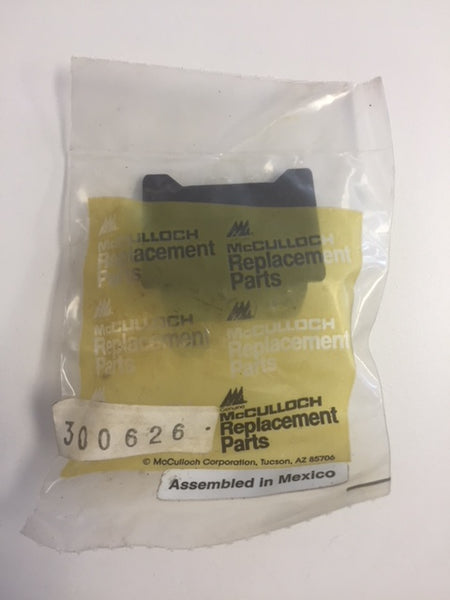 McCULLOCH
Replacement
Parts
McCULLOCH
Replacement
Parts
McCULLOCH
Replacement
Parts
McCULLOCH
Replacement
Parts
Genuine
McCULLOCH
Replacement
Parts
300626
© McCulloch Corporation, Tucson, AZ 85706
Assembled in Mexico